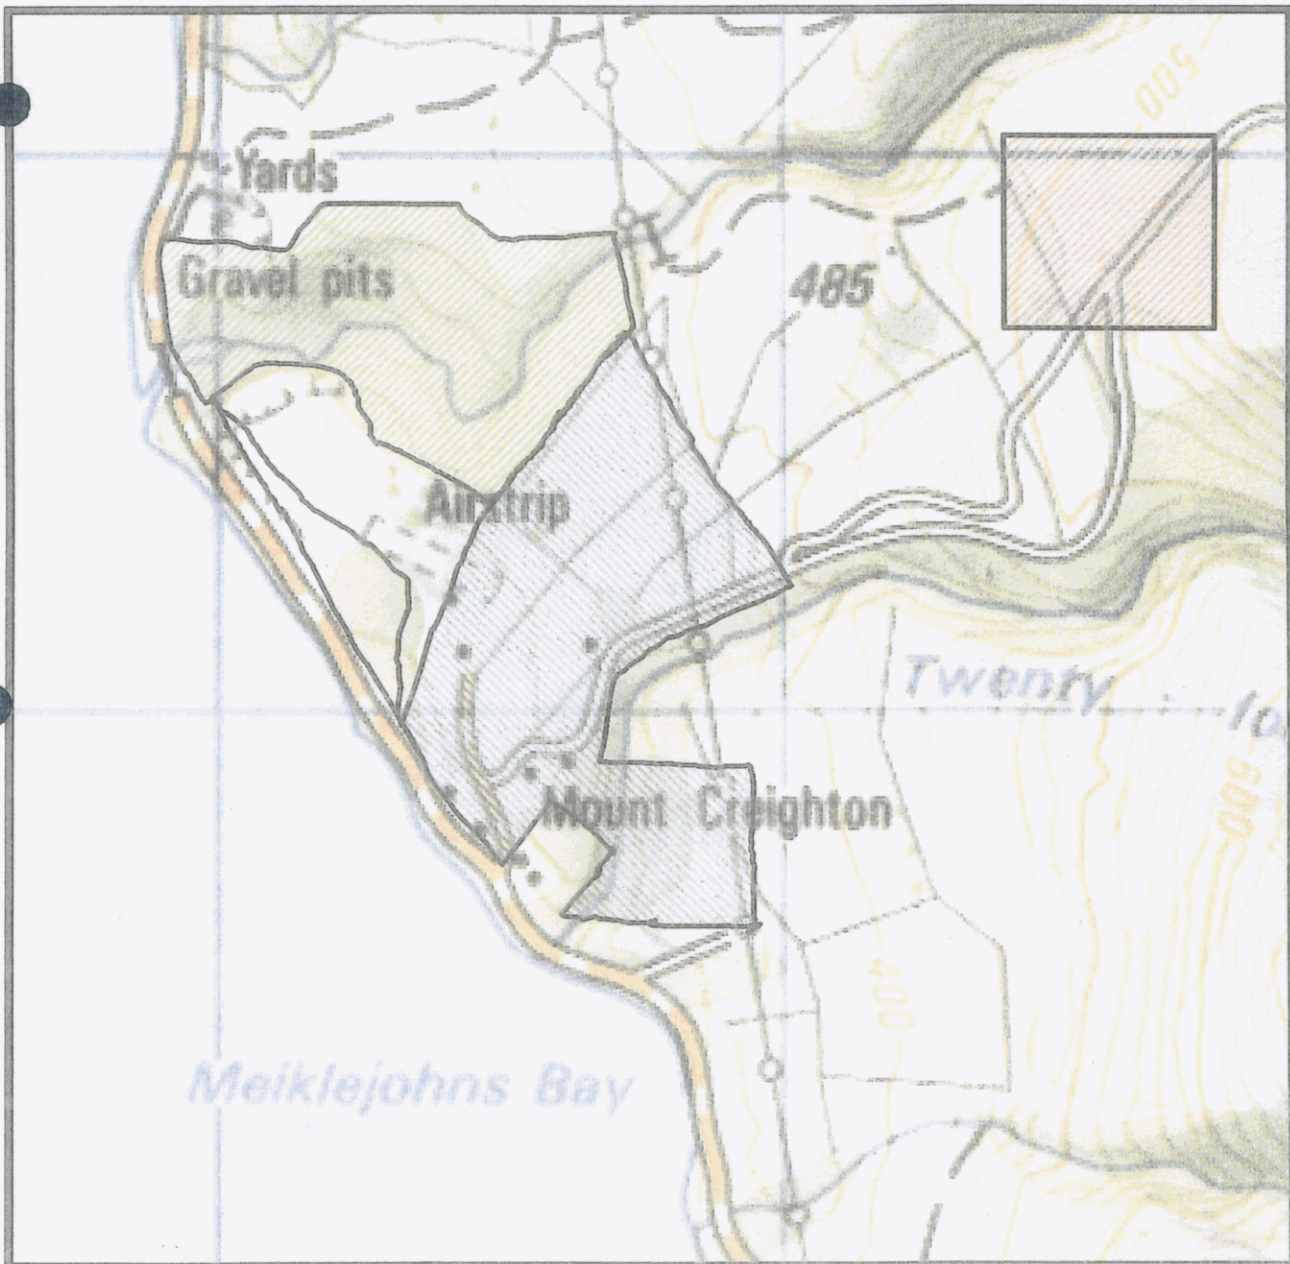 500
Yards
Gravel pits
485
Airstrip
Twenty
600
Mount Creighton
400
Meiklejohns Bay